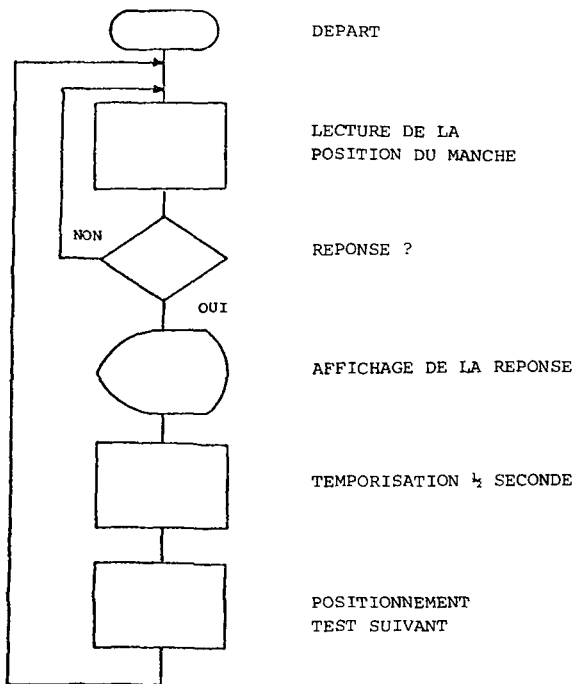 DEPART
LECTURE DE LA
POSITION DU MANCHE
NON
REPONSE ?
OUI
AFFICHAGE DE LA REPONSE
TEMPORISATION ½ SECONDE
POSITIONNEMENT
TEST SUIVANT